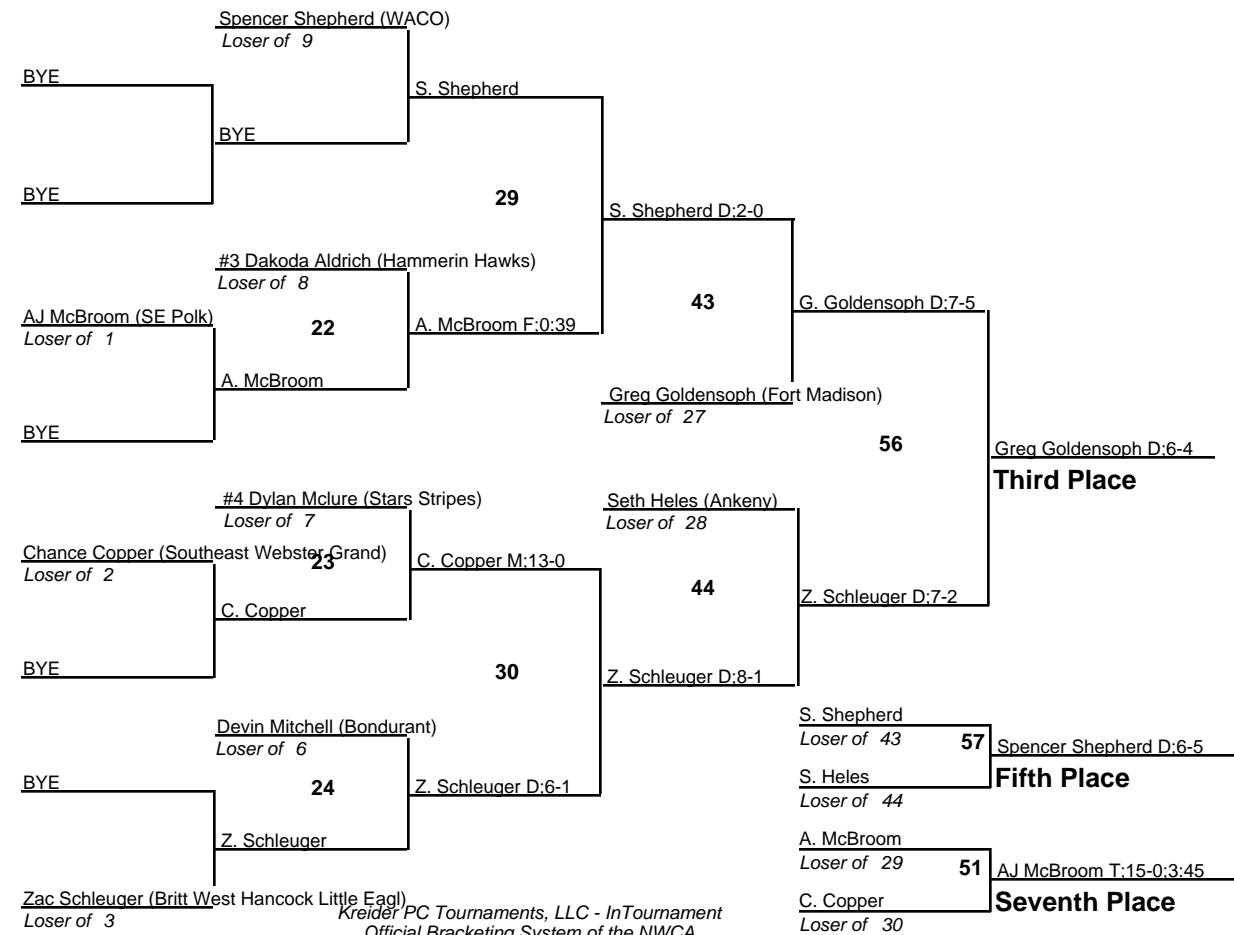 Spencer Shepherd (WACO)
Loser of 9
BYE
S. Shepherd
BYE
BYE
29
S. Shepherd D;2-0
#3 Dakoda Aldrich (Hammerin Hawks)
Loser of 8
43
G. Goldensoph D;7-5
AJ McBroom (SE Polk)
Loser of 1
22
A. McBroom F;0:39
A. McBroom
Greg Goldensoph (Fort Madison)
Loser of 27
BYE
56
Greg Goldensoph D;6-4
Third Place
#4 Dylan Mclure (Stars Stripes)
Loser of 7
Seth Heles (Ankeny)
Loser of 28
Chance Copper (Southeast Webster-Grand)
Loser of 2
23
C. Copper M;13-0
44
C. Copper
Z. Schleuger D;7-2
BYE
30
Z. Schleuger D;8-1
Devin Mitchell (Bondurant)
Loser of 6
S. Shepherd
Loser of 43
57
Spencer Shepherd D;6-5
Fifth Place
S. Heles
Loser of 44
BYE
24
Z. Schleuger D;6-1
Z. Schleuger
A. McBroom
Loser of 29
51
AJ McBroom T;15-0;3:45
Seventh Place
C. Copper
Loser of 30
Zac Schleuger (Britt West Hancock Little Eagl)
Loser of 3
Kreider PC Tournaments, LLC - InTournament
Official Bracketing System of the NWCA